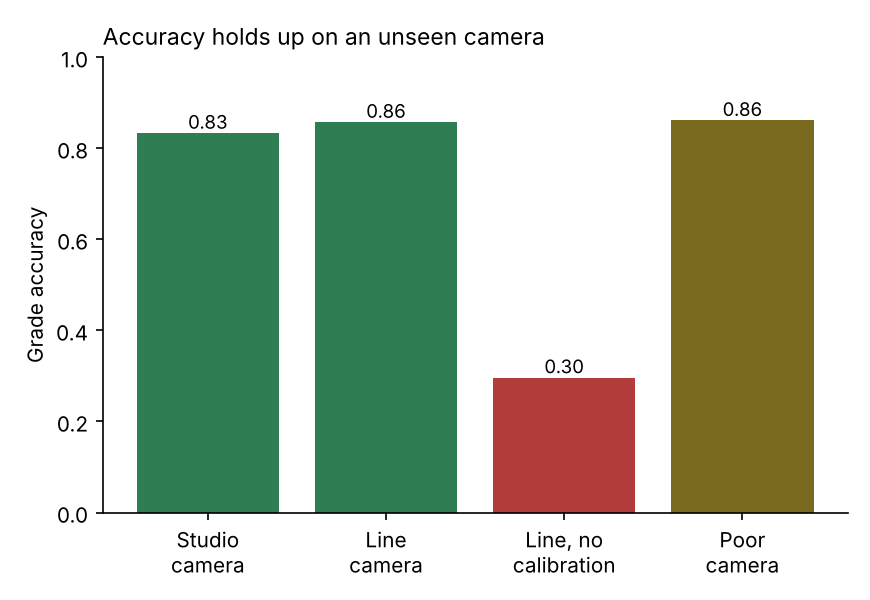 Accuracy holds up on an unseen camera
Grade accuracy
1.0
0.8
0.6
0.4
0.2
0.0
0.83
0.86
0.30
0.86
Studio
camera
Line
camera
Line, no
calibration
Poor
camera